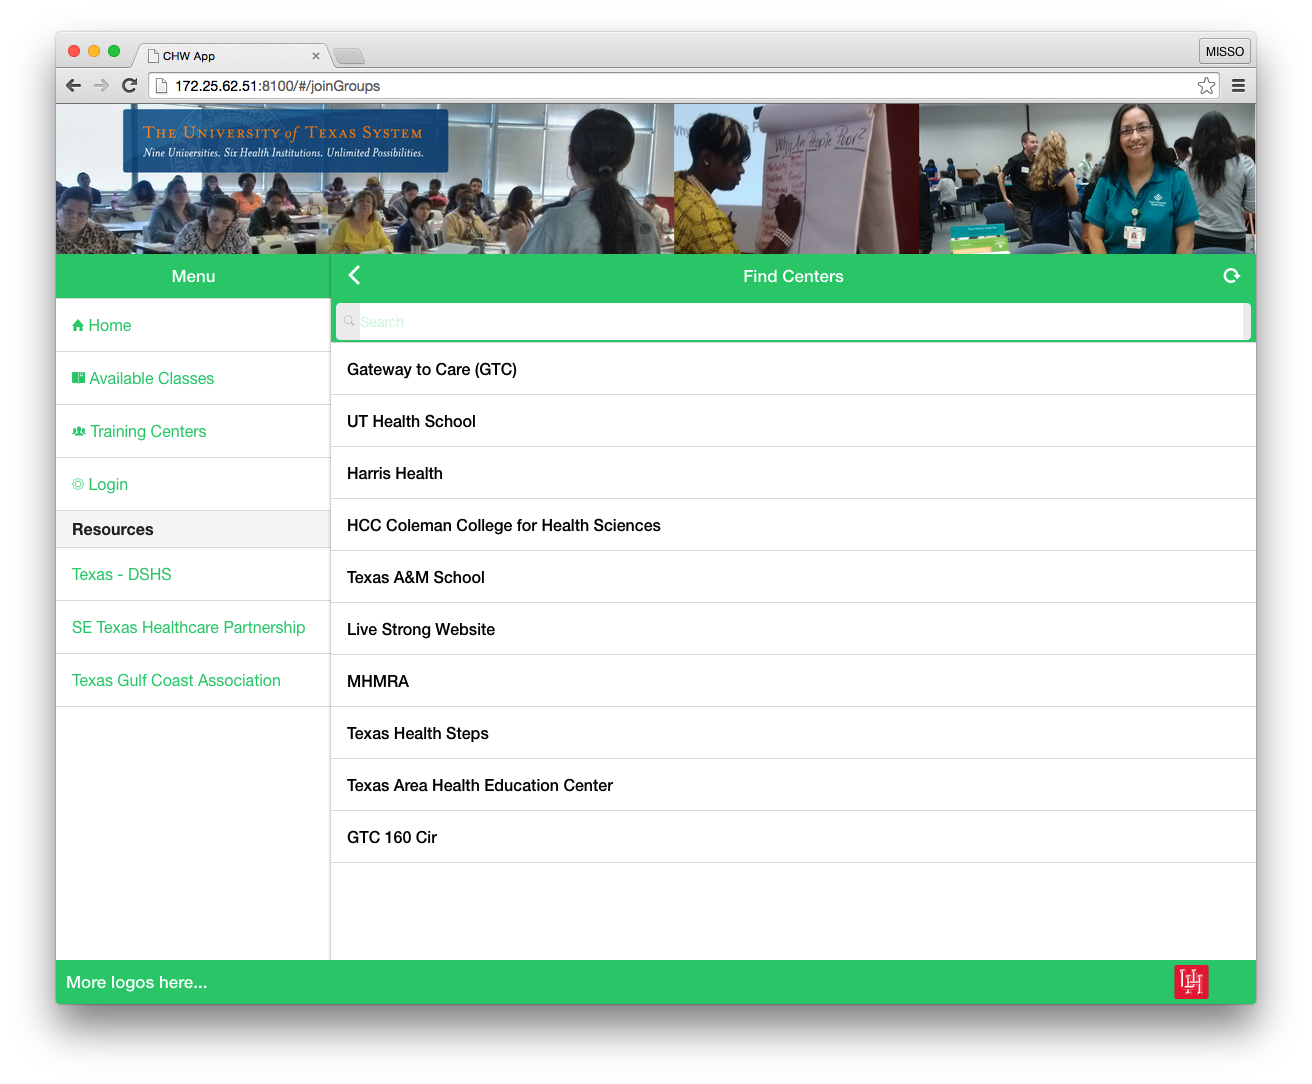 CHW App
MISSO
172.25.62.51:8100/#/joinGroups
THE UNIVERSITY of TEXAS SYSTEM
Nine Universities. Six Health Institutions. Unlimited Possibilities.
Why Are People Poor?
Menu
Find Centers
Search
Home
Available Classes
Training Centers
Login
Resources
Texas - DSHS
SE Texas Healthcare Partnership
Texas Gulf Coast Association
Gateway to Care (GTC)
UT Health School
Harris Health
HCC Coleman College for Health Sciences
Texas A&M School
Live Strong Website
MHMRA
Texas Health Steps
Texas Area Health Education Center
GTC 160 Cir
More logos here...
UH